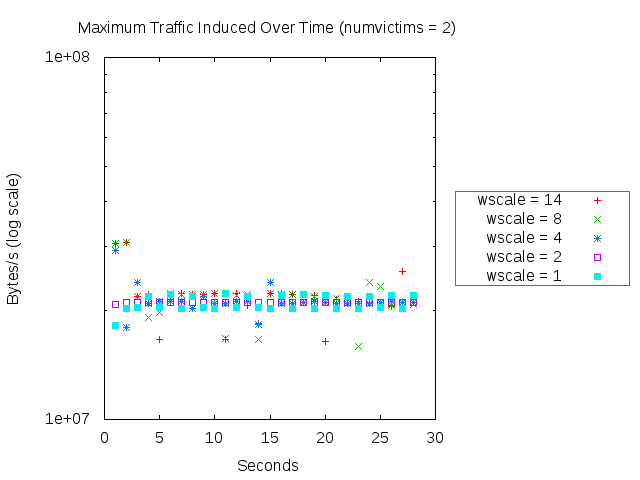 Maximum Traffic Induced Over Time (numvictims = 2)
1e+08
1e+07
Bytes/s (log scale)
0 5 10 15 20 25 30
Seconds
wscale = 14
wscale = 8
wscale = 4
wscale = 2
wscale = 1